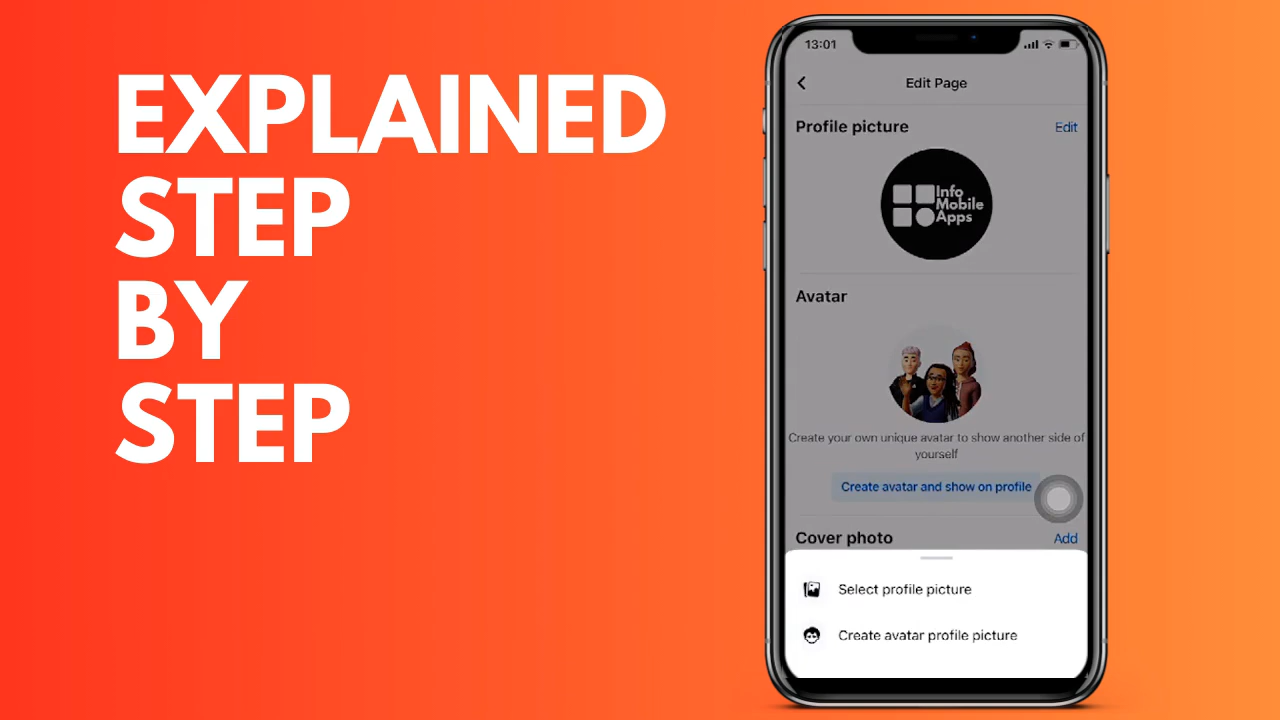 EXPLAINED
STEP
BY
STEP
13:01
Edit Page
Profile picture
Edit
Info
Mobile
Apps
Avatar
Create your own unique avatar to show another side of
yourself
Create avatar and show on profile
Cover photo
Add
Select profile picture
Create avatar profile picture